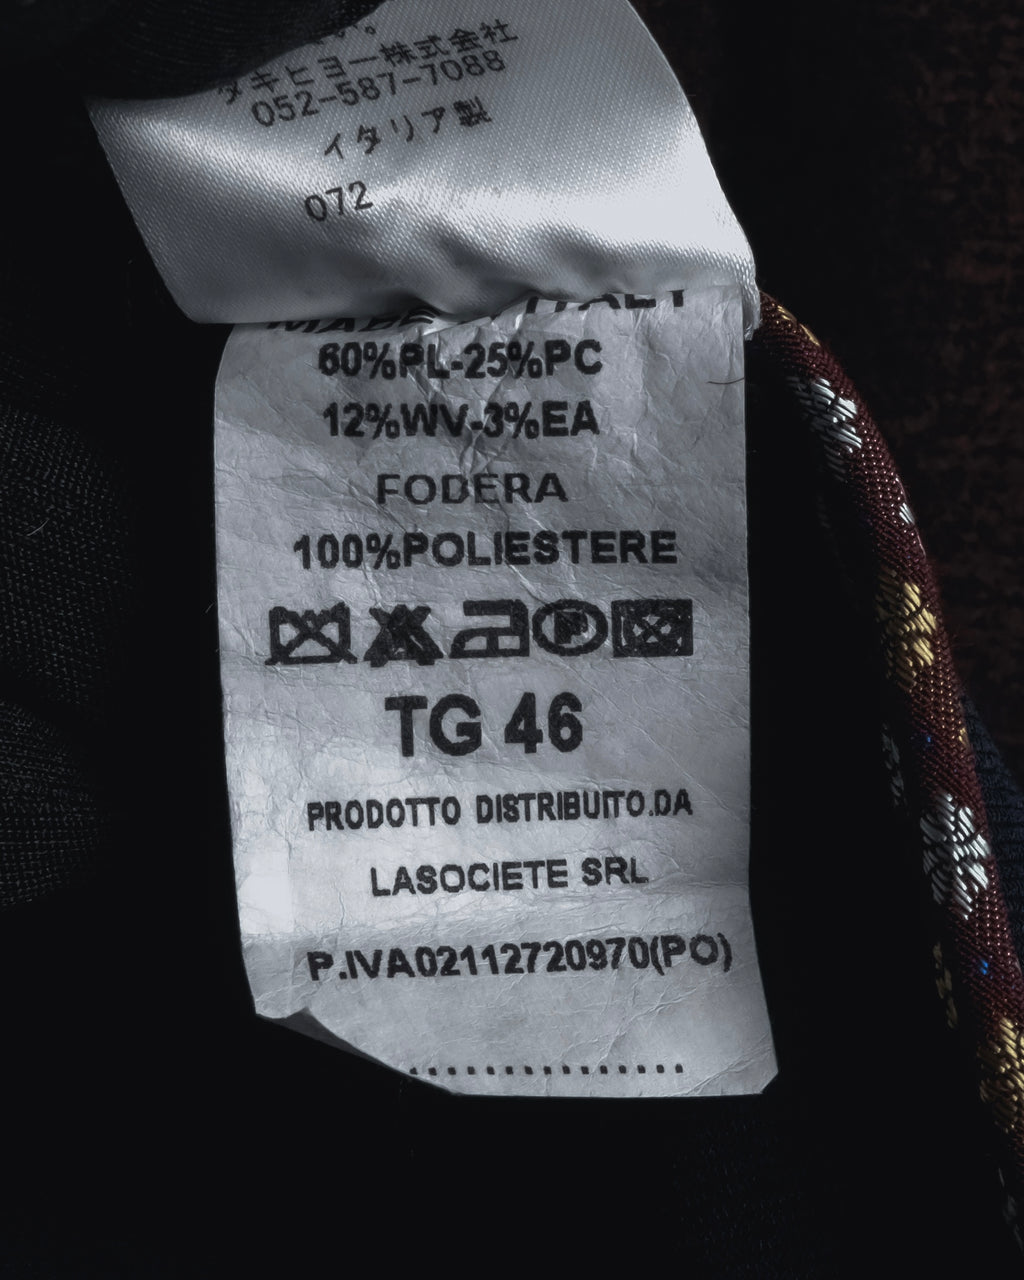 タキヒヨー株式会社
052-587-7088
イタリア製
072
MADE ITALY
60%PL-25%PC
12%WV-3%EA
FODERA
100%POLIESTERE
P
TG 46
PRODOTTO DISTRIBUITO.DA
LASOCIETE SRL
P.IVA02112720970(PO)